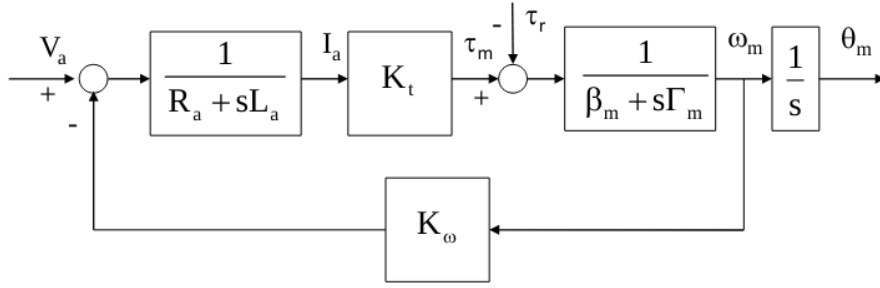 V_a + -
1 / (R_a + sL_a)
I_a
K_t
τ_m + - τ_r
1 / (β_m + sΓ_m)
ω_m
1 / s
θ_m
K_ω